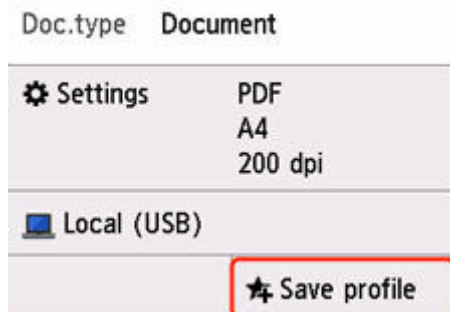 Doc.type Document
Settings PDF
A4
200 dpi
Local (USB)
Save profile